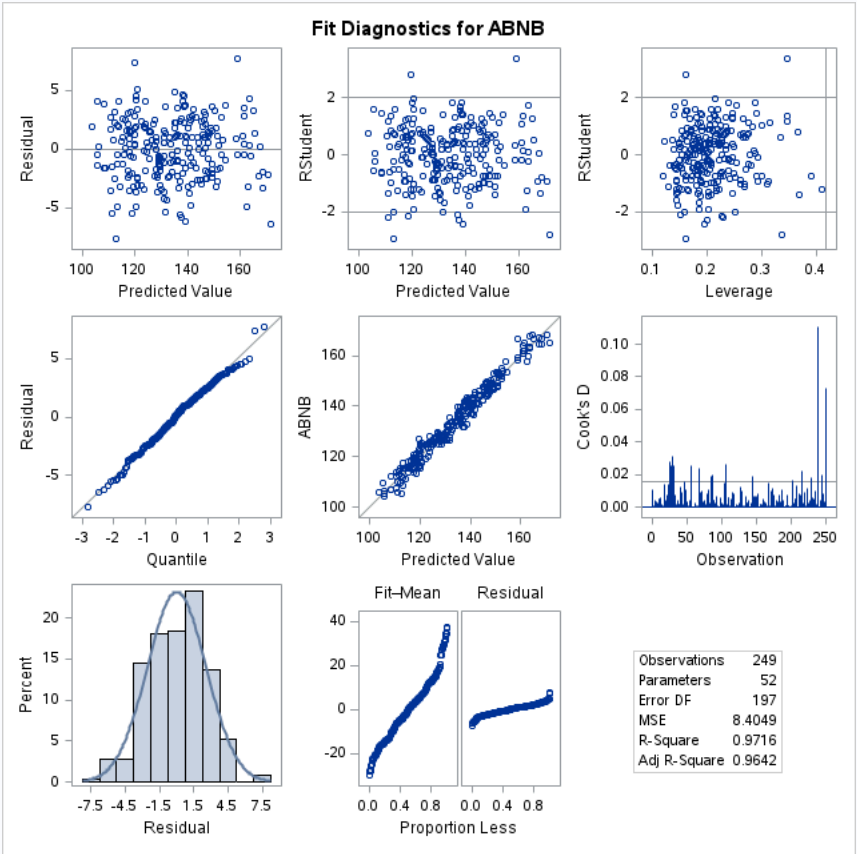 Fit Diagnostics for ABNB
Residual
5
0
-5
100 120 140 160
Predicted Value
RStudent
2
0
-2
100 120 140 160
Predicted Value
RStudent
2
0
-2
0.1 0.2 0.3 0.4
Leverage
Residual
5
0
-5
-3 -2 -1 0 1 2 3
Quantile
ABNB
160
140
120
100
100 120 140 160
Predicted Value
Cook's D
0.10
0.08
0.06
0.04
0.02
0.00
0 50 100 150 200 250
Observation
Percent
20
15
10
5
0
-7.5 -4.5 -1.5 1.5 4.5 7.5
Residual
Fit–Mean Residual
40
20
0
-20
0.0 0.4 0.8 0.0 0.4 0.8
Proportion Less
Observations 249
Parameters 52
Error DF 197
MSE 8.4049
R-Square 0.9716
Adj R-Square 0.9642